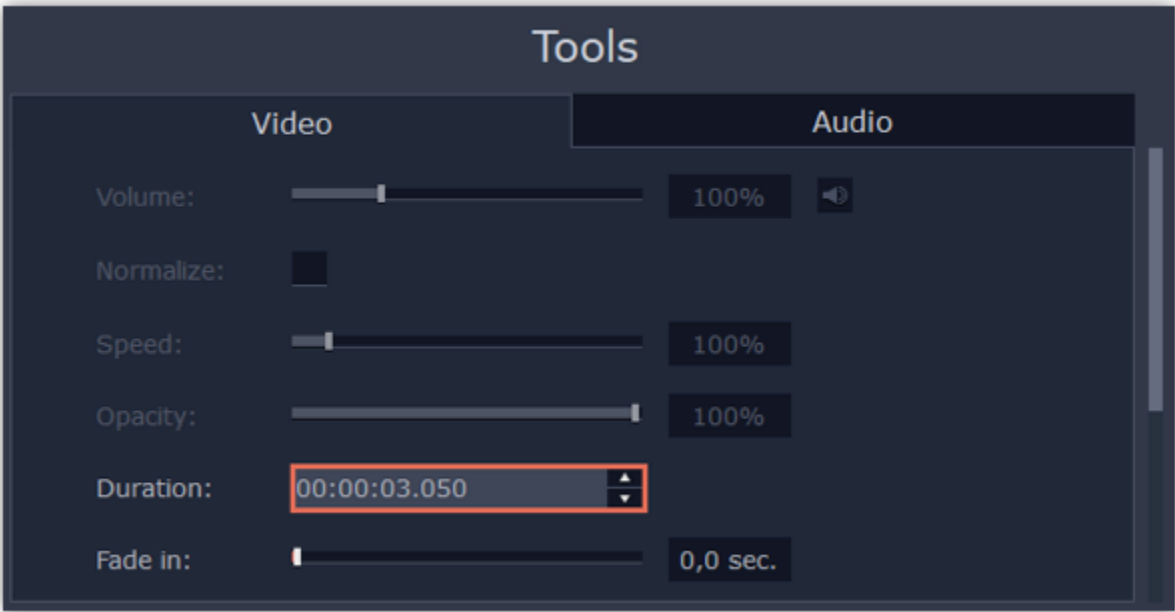 Tools
Video Audio
Volume: 100%
Normalize:
Speed: 100%
Opacity: 100%
Duration: 00:00:03.050
Fade in: 0,0 sec.